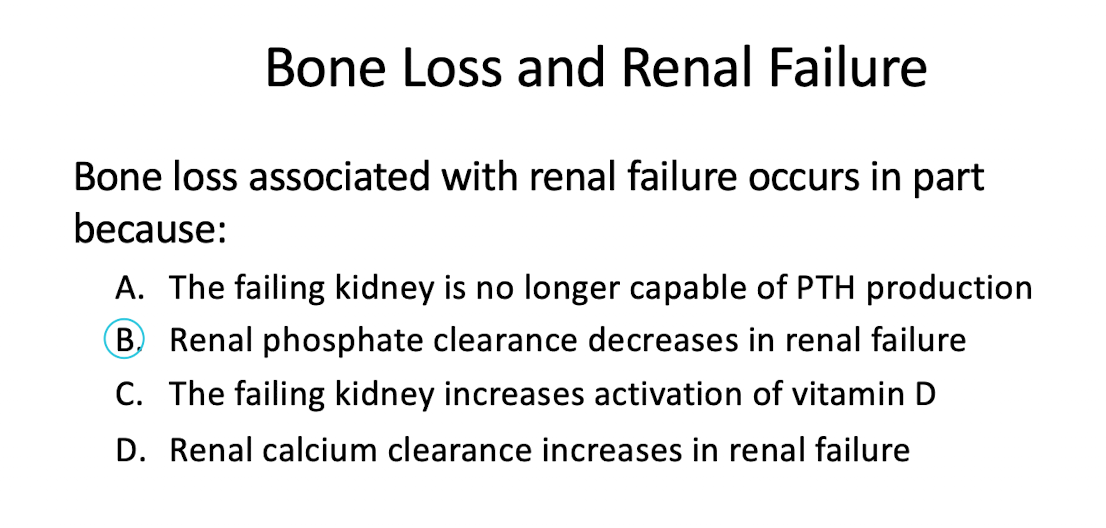 Bone Loss and Renal Failure
Bone loss associated with renal failure occurs in part
because:
A. The failing kidney is no longer capable of PTH production
B. Renal phosphate clearance decreases in renal failure
C. The failing kidney increases activation of vitamin D
D. Renal calcium clearance increases in renal failure